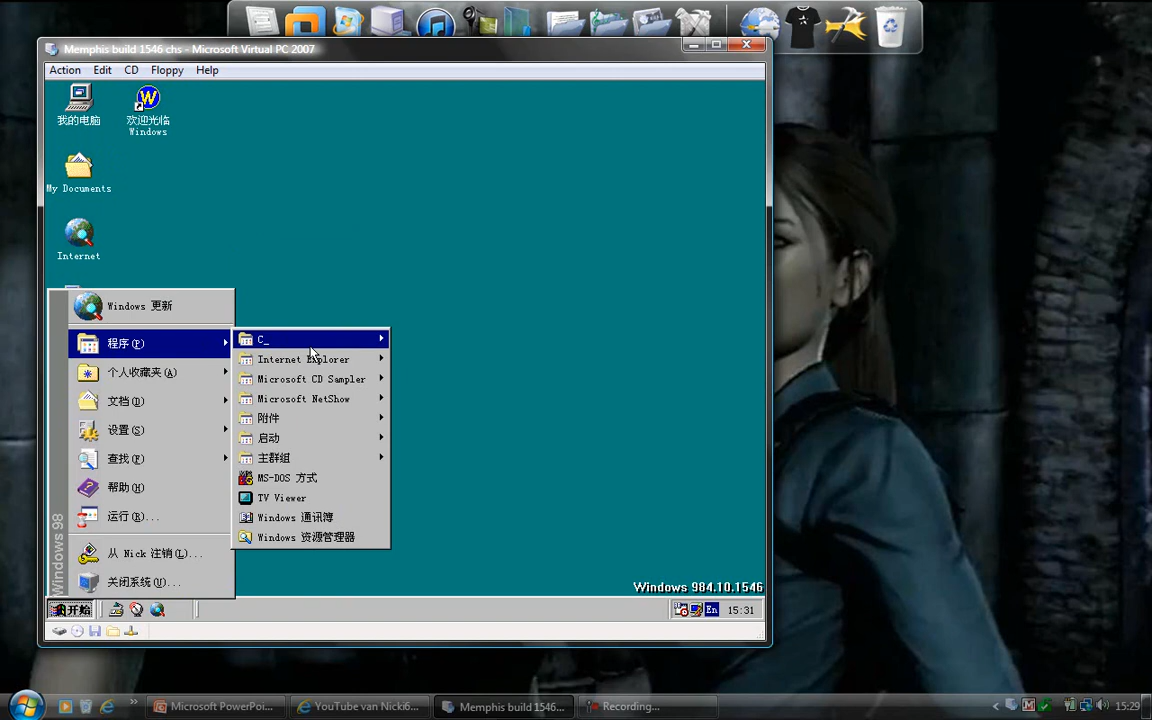 Memphis build 1546 chs - Microsoft Virtual PC 2007
Action Edit CD Floppy Help
我的电脑
欢迎光临
Windows
My Documents
Internet
Windows 更新
程序(P)
个人收藏夹(A)
文档(D)
设置(S)
查找(F)
帮助(H)
运行(R)...
从 Nick 注销(L)...
关闭系统(U)...
Windows 98
C_
Internet Explorer
Microsoft CD Sampler
Microsoft NetShow
附件
启动
主群组
MS-DOS 方式
TV Viewer
Windows 通讯簿
Windows 资源管理器
Windows 984.10.1546
开始
En
15:31
Microsoft PowerPoi...
YouTube van Nicki6...
Memphis build 1546...
Recording...
15:29